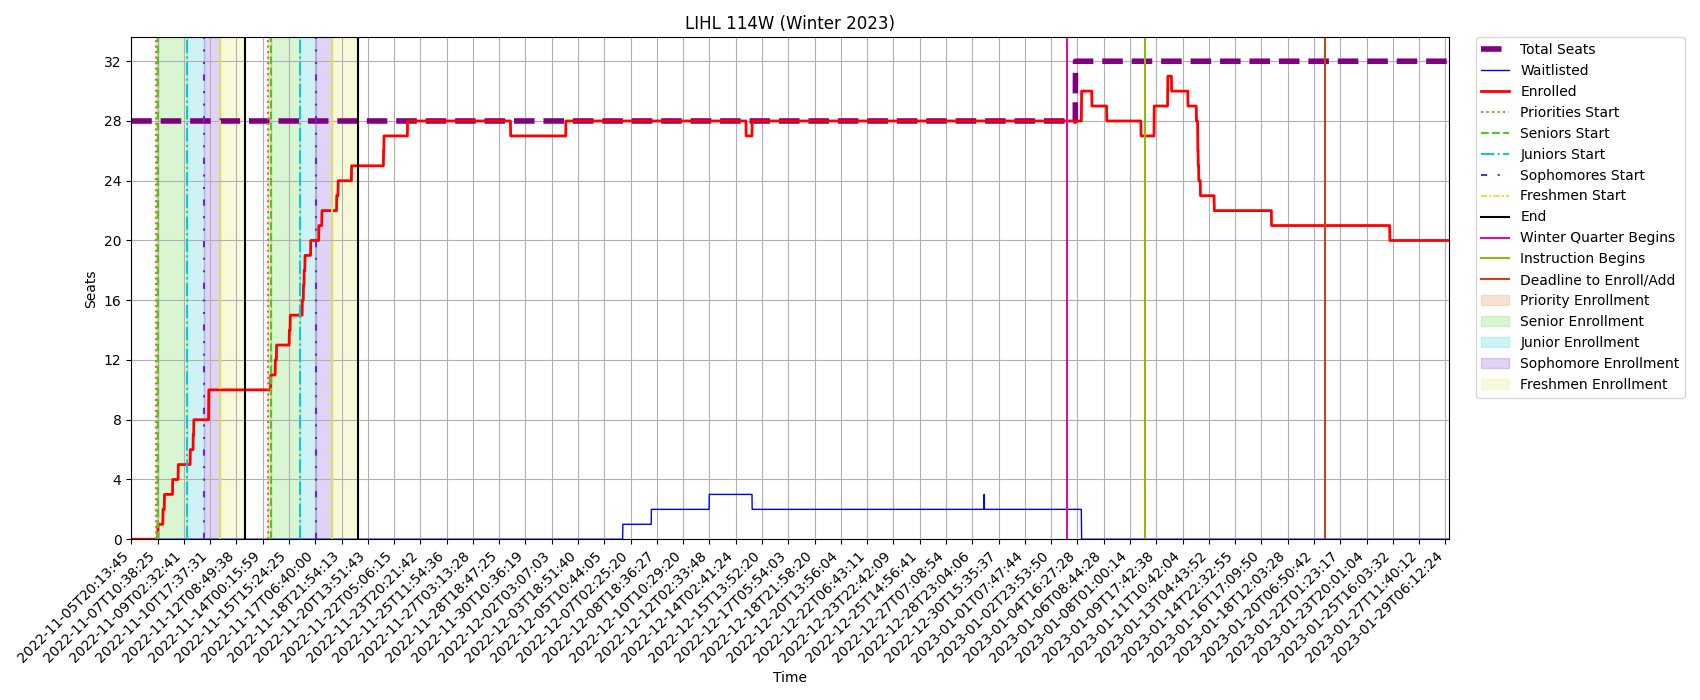 LIHL 114W (Winter 2023)
Seats
32
28
24
20
16
12
8
4
0
2022-11-05T20:13:45
2022-11-07T10:38:25
2022-11-09T02:32:41
2022-11-10T17:37:31
2022-11-12T08:49:38
2022-11-14T00:15:59
2022-11-15T15:24:25
2022-11-17T06:40:00
2022-11-18T21:54:13
2022-11-20T13:51:43
2022-11-22T05:06:15
2022-11-23T20:21:42
2022-11-25T11:54:36
2022-11-27T03:13:28
2022-11-28T18:47:25
2022-11-30T10:36:19
2022-12-02T03:07:03
2022-12-03T18:51:40
2022-12-05T10:44:05
2022-12-07T02:25:20
2022-12-08T18:36:27
2022-12-10T10:29:20
2022-12-12T02:33:48
2022-12-14T02:41:24
2022-12-15T13:52:20
2022-12-17T05:54:03
2022-12-18T21:58:20
2022-12-20T13:56:04
2022-12-22T06:43:11
2022-12-23T22:42:09
2022-12-25T14:56:41
2022-12-27T07:08:54
2022-12-28T23:04:06
2022-12-30T15:35:37
2023-01-01T07:47:44
2023-01-02T23:53:50
2023-01-04T16:27:28
2023-01-06T08:44:28
2023-01-08T01:00:14
2023-01-09T17:42:38
2023-01-11T10:42:04
2023-01-13T04:43:52
2023-01-14T22:32:55
2023-01-16T17:09:50
2023-01-18T12:03:28
2023-01-20T06:50:42
2023-01-22T01:23:17
2023-01-23T20:01:04
2023-01-25T16:03:32
2023-01-27T11:40:12
2023-01-29T06:12:24
Time
Total Seats
Waitlisted
Enrolled
Priorities Start
Seniors Start
Juniors Start
Sophomores Start
Freshmen Start
End
Winter Quarter Begins
Instruction Begins
Deadline to Enroll/Add
Priority Enrollment
Senior Enrollment
Junior Enrollment
Sophomore Enrollment
Freshmen Enrollment